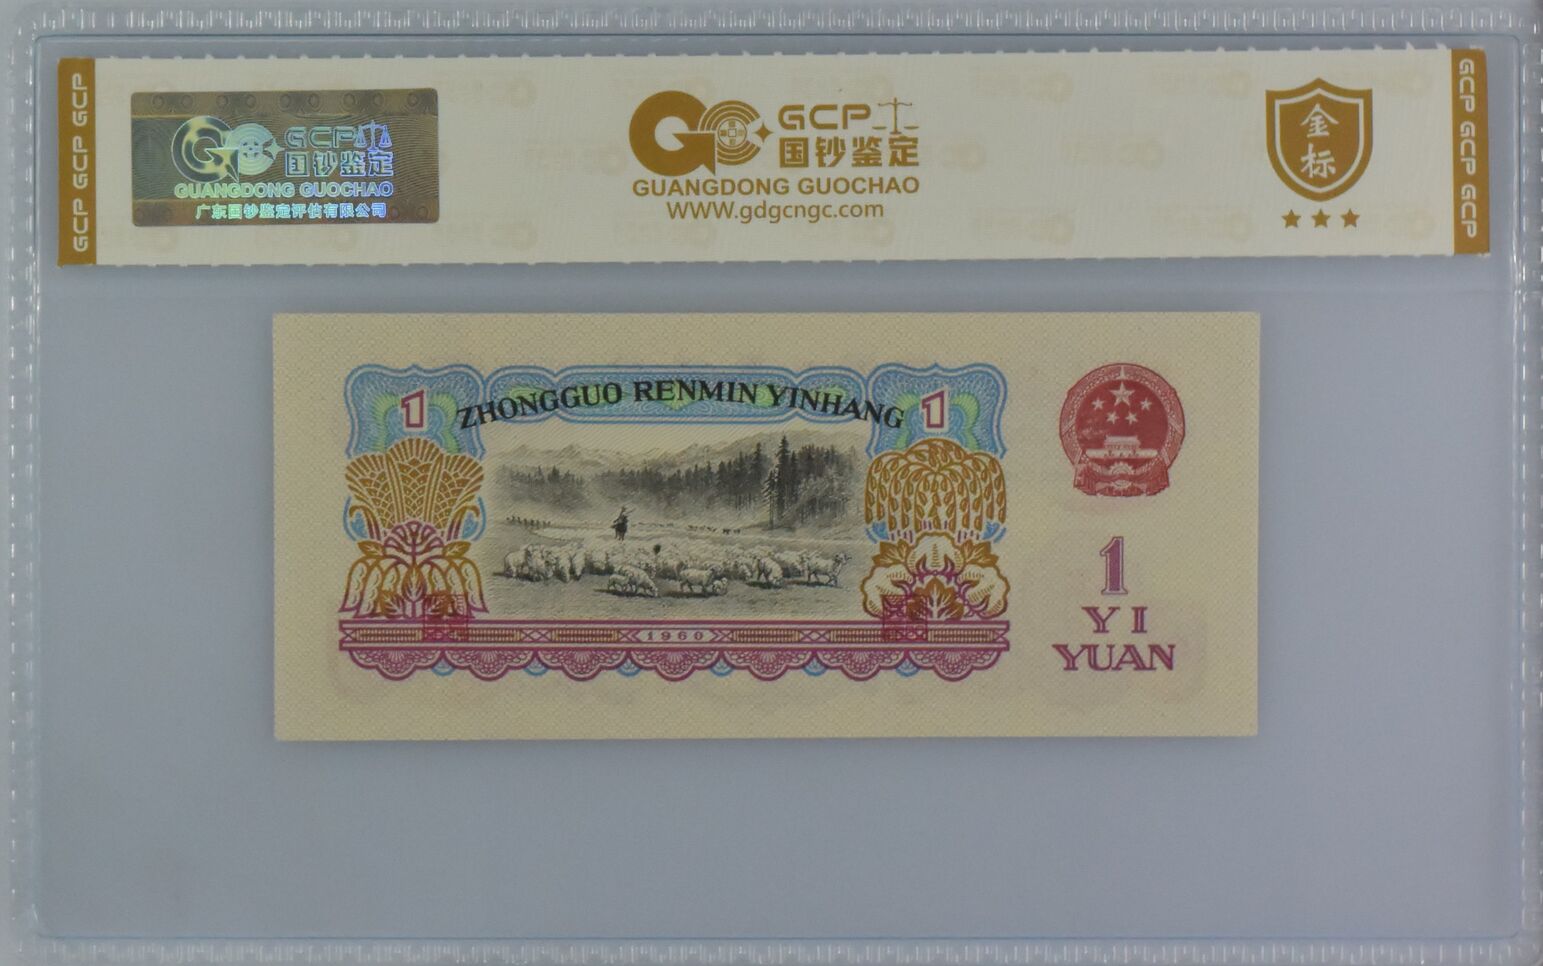 GCP GCP GCP
GCP
国钞鉴定
GUANGDONG GUOCHAO
广东国钞鉴定评估有限公司
GCP
国钞鉴定
GUANGDONG GUOCHAO
WWW.gdgcngc.com
金
标
GCP GCP GCP
1
ZHONGGUO RENMIN YINHANG
1
1960
1
YI
YUAN